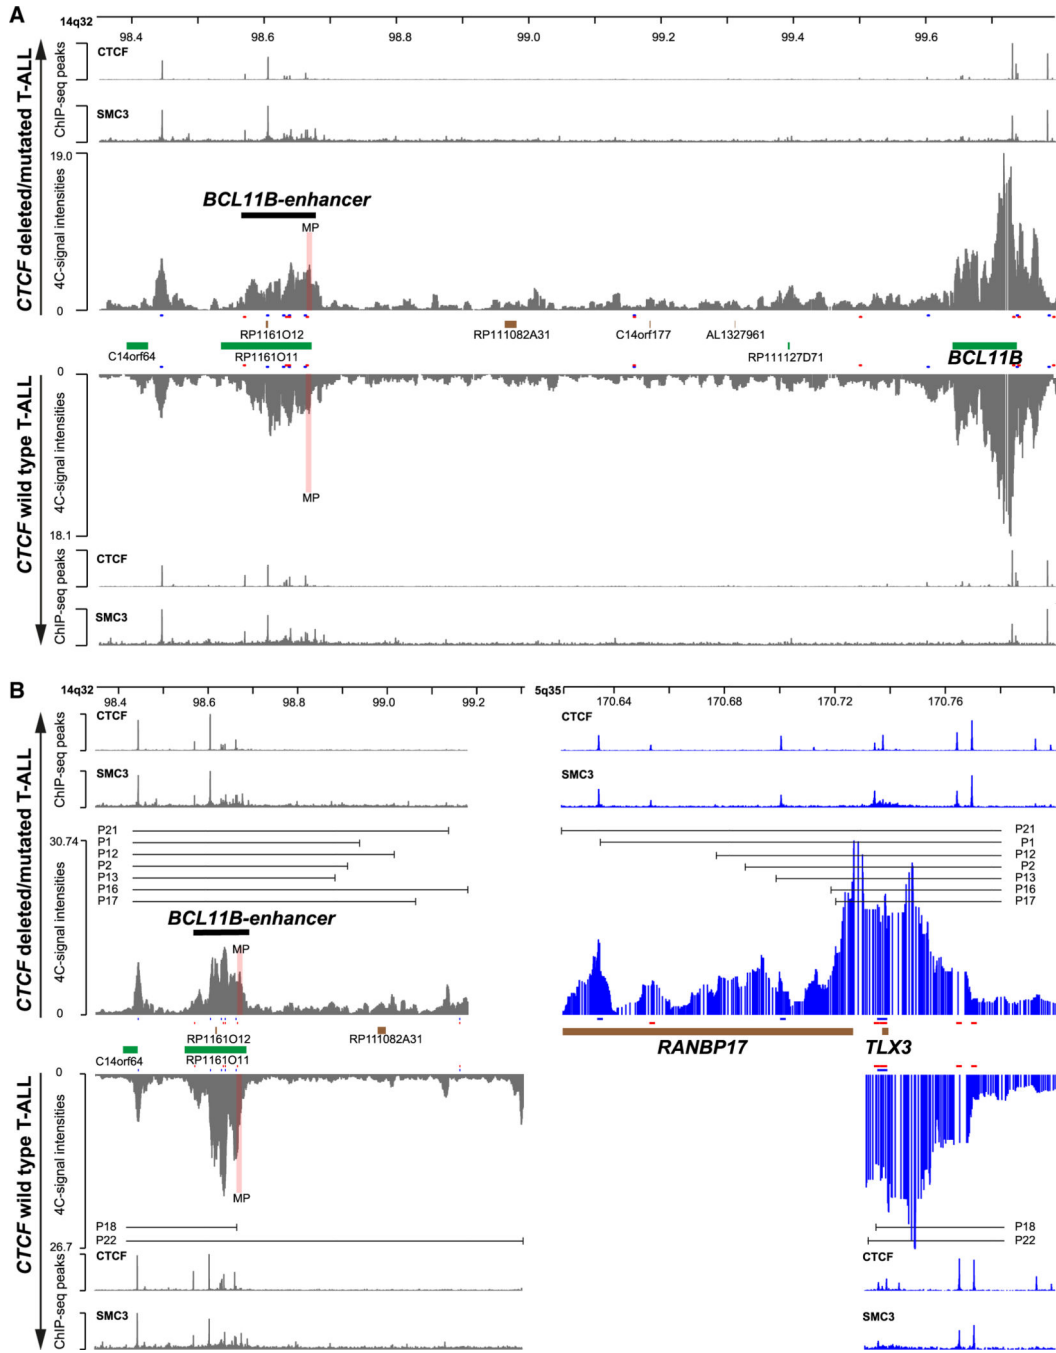 A
14q32
98.4 98.6 98.8 99.0 99.2 99.4 99.6
CTCF deleted/mutated T-ALL
ChIP-seq peaks
CTCF
SMC3
4C-signal intensities
19.0
0
BCL11B-enhancer
MP
RP1161O12 RP111082A31 C14orf177 AL1327961
C14orf64 RP1161O11 RP111127D71 BCL11B
CTCF wild type T-ALL
4C-signal intensities
0
18.1
MP
ChIP-seq peaks
CTCF
SMC3
B
14q32
98.4 98.6 98.8 99.0 99.2
5q35
170.64 170.68 170.72 170.76
CTCF deleted/mutated T-ALL
ChIP-seq peaks
CTCF CTCF
SMC3 SMC3
P21 P21
P1 P1
P12 P12
P2 P2
P13 P13
P16 P16
P17 P17
4C-signal intensities
30.74
0
BCL11B-enhancer
MP
RP1161O12 RP111082A31
C14orf64 RP1161O11
RANBP17 TLX3
CTCF wild type T-ALL
4C-signal intensities
0
26.7
MP
P18 P18
P22 P22
ChIP-seq peaks
CTCF CTCF
SMC3 SMC3